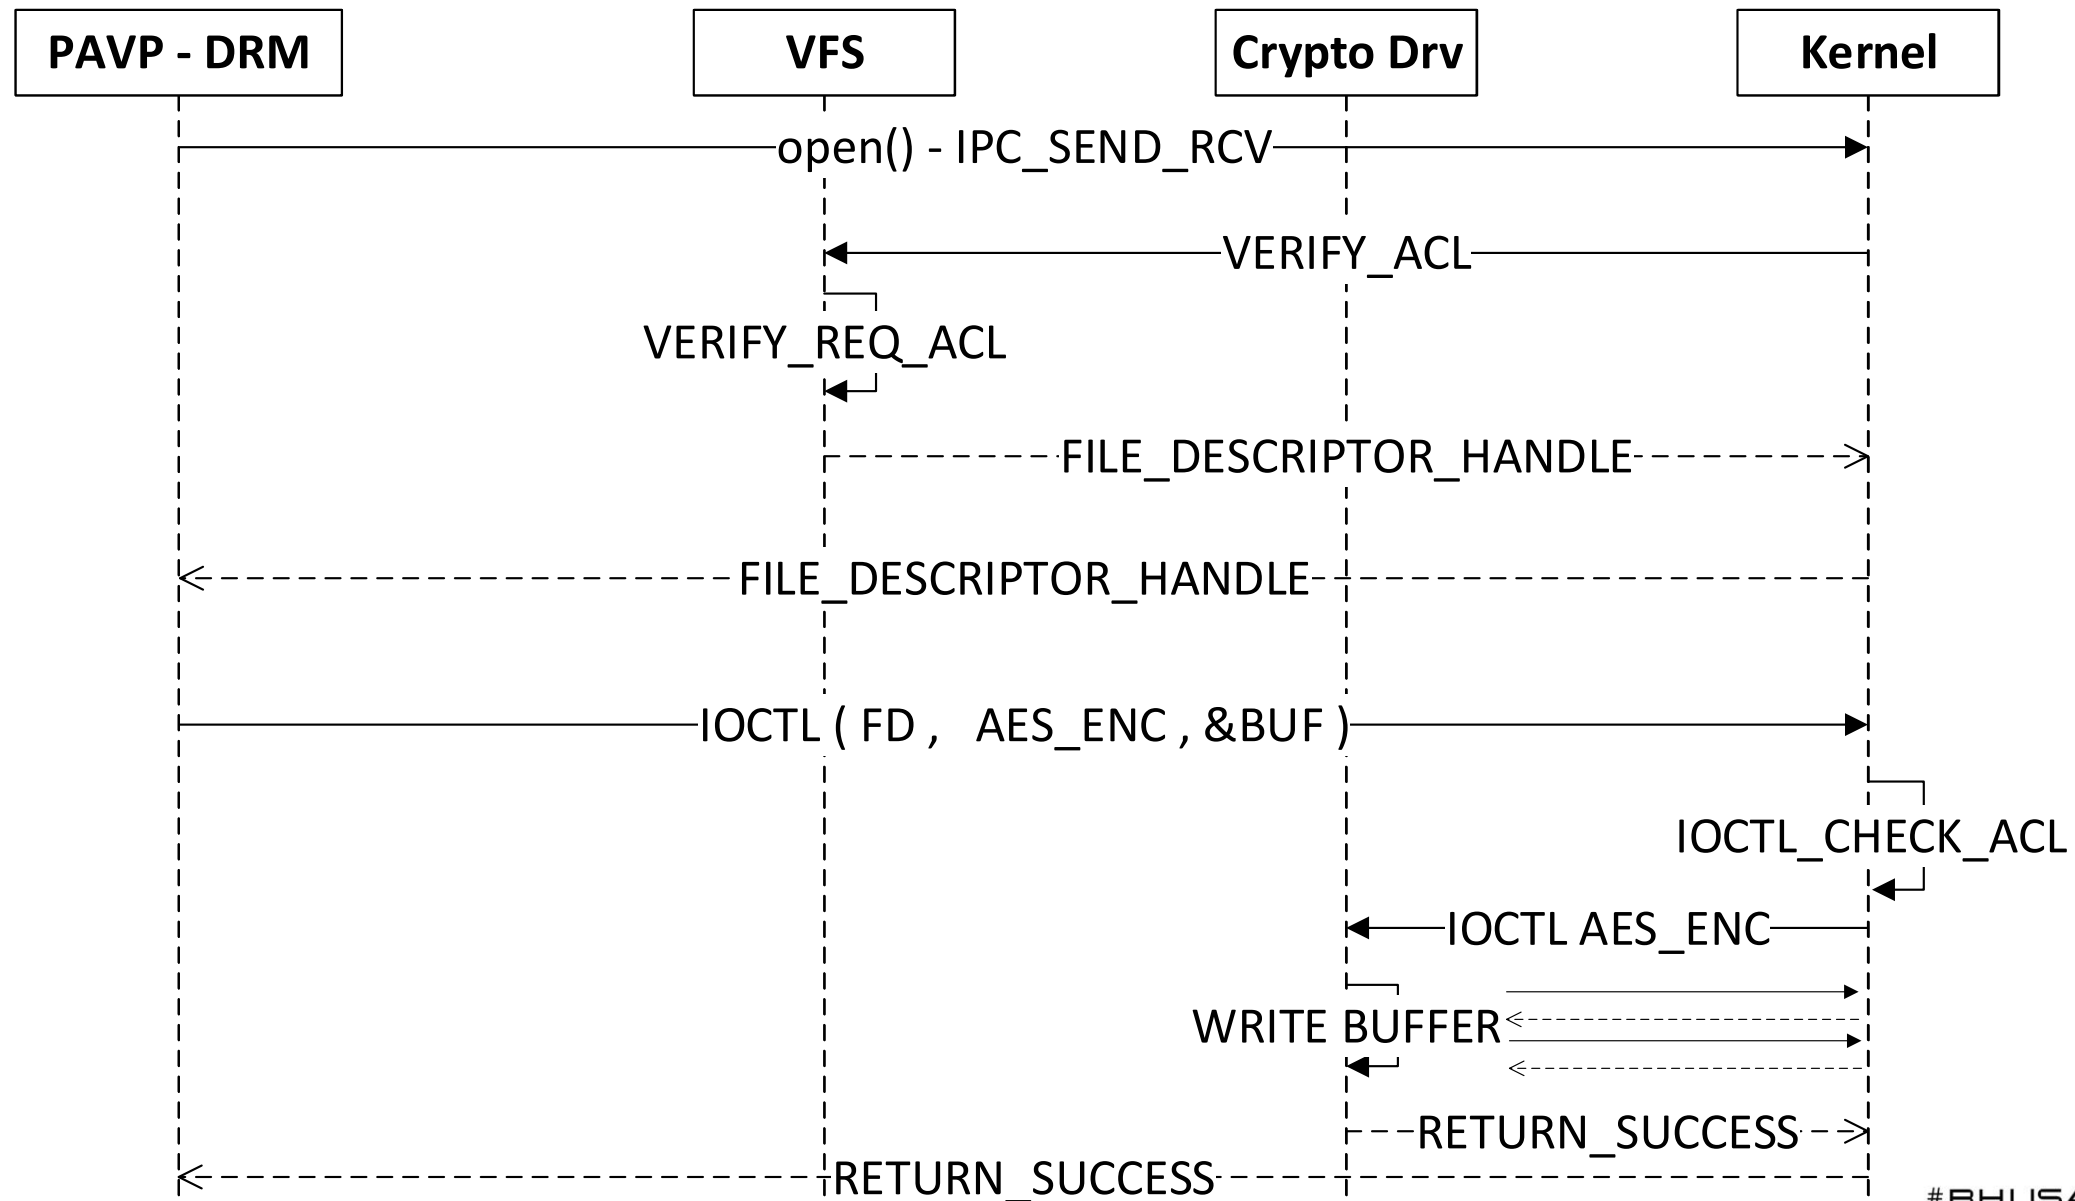 PAVP - DRM
VFS
Crypto Drv
Kernel
open() - IPC_SEND_RCV
VERIFY_ACL
VERIFY_REQ_ACL
FILE_DESCRIPTOR_HANDLE
FILE_DESCRIPTOR_HANDLE
IOCTL ( FD , AES_ENC , &BUF )
IOCTL_CHECK_ACL
IOCTL AES_ENC
WRITE BUFFER
RETURN_SUCCESS
RETURN_SUCCESS